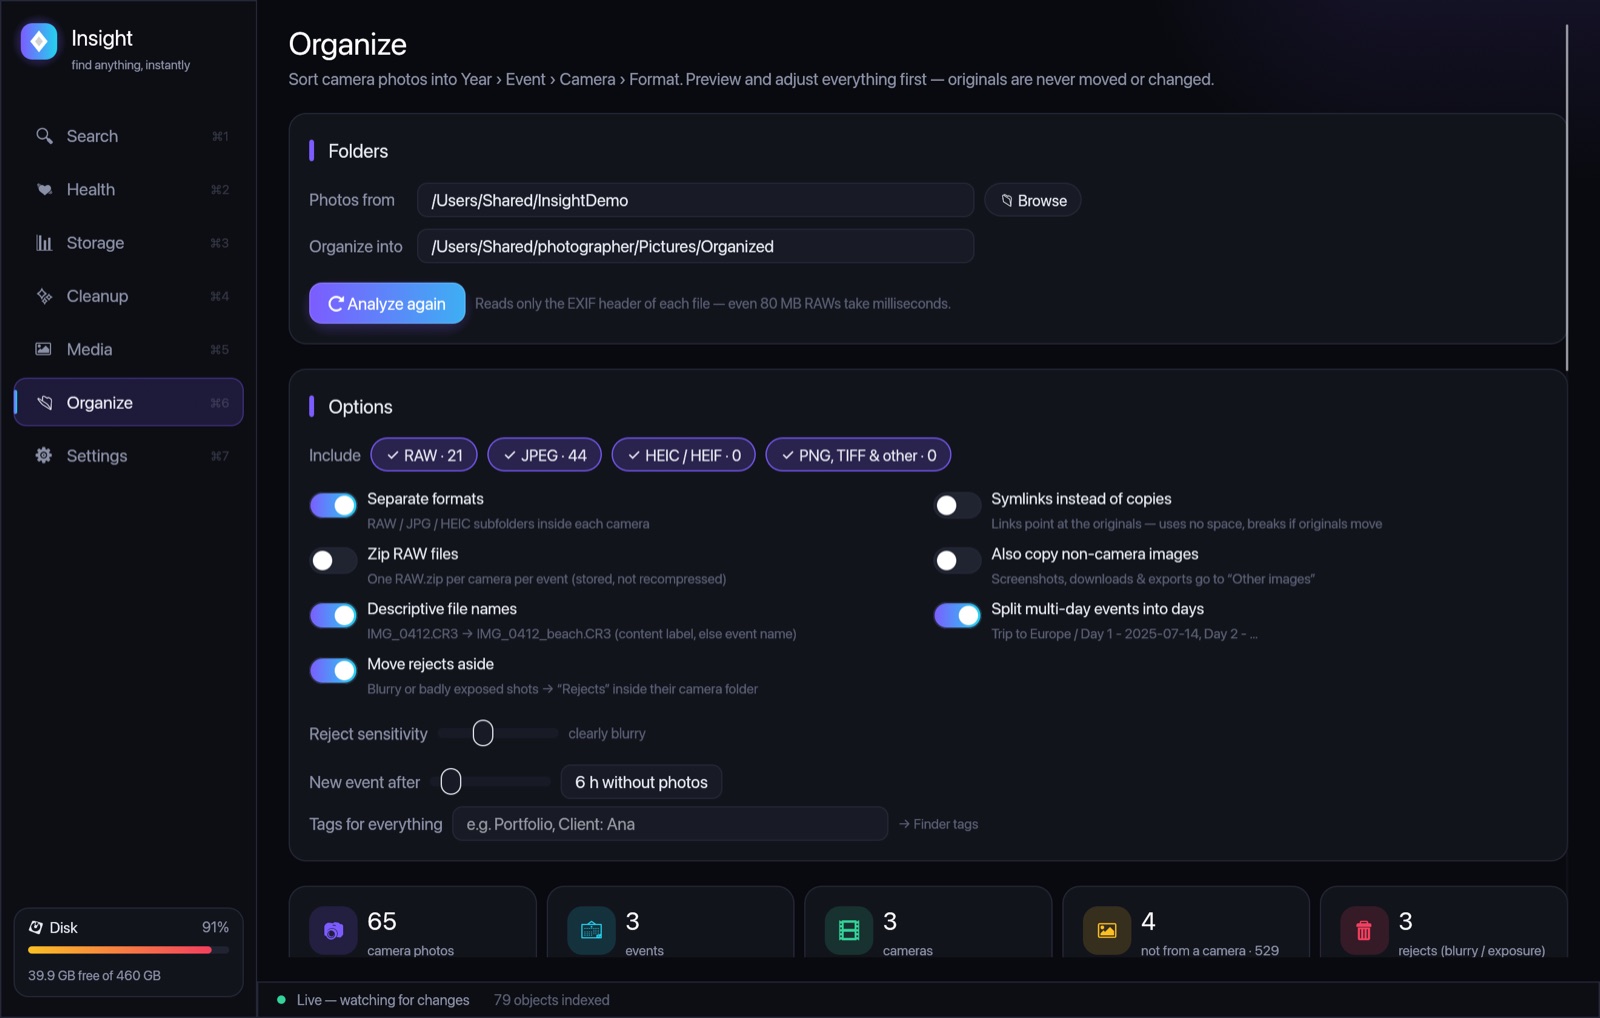 Insight
find anything, instantly
Search ⌘1
Health ⌘2
Storage ⌘3
Cleanup ⌘4
Media ⌘5
Organize ⌘6
Settings ⌘7
Disk 91%
39.9 GB free of 460 GB
Organize
Sort camera photos into Year › Event › Camera › Format. Preview and adjust everything first — originals are never moved or changed.
Folders
Photos from /Users/Shared/InsightDemo Browse
Organize into /Users/Shared/photographer/Pictures/Organized
Analyze again Reads only the EXIF header of each file — even 80 MB RAWs take milliseconds.
Options
Include ✓ RAW · 21 ✓ JPEG · 44 ✓ HEIC / HEIF · 0 ✓ PNG, TIFF & other · 0
Separate formats
RAW / JPG / HEIC subfolders inside each camera
Symlinks instead of copies
Links point at the originals — uses no space, breaks if originals move
Zip RAW files
One RAW.zip per camera per event (stored, not recompressed)
Also copy non-camera images
Screenshots, downloads & exports go to "Other images"
Descriptive file names
IMG_0412.CR3 → IMG_0412_beach.CR3 (content label, else event name)
Split multi-day events into days
Trip to Europe / Day 1 - 2025-07-14, Day 2 - ...
Move rejects aside
Blurry or badly exposed shots → "Rejects" inside their camera folder
Reject sensitivity clearly blurry
New event after 6 h without photos
Tags for everything e.g. Portfolio, Client: Ana → Finder tags
65
camera photos
3
events
3
cameras
4
not from a camera · 529
3
rejects (blurry / exposure)
Live — watching for changes 79 objects indexed